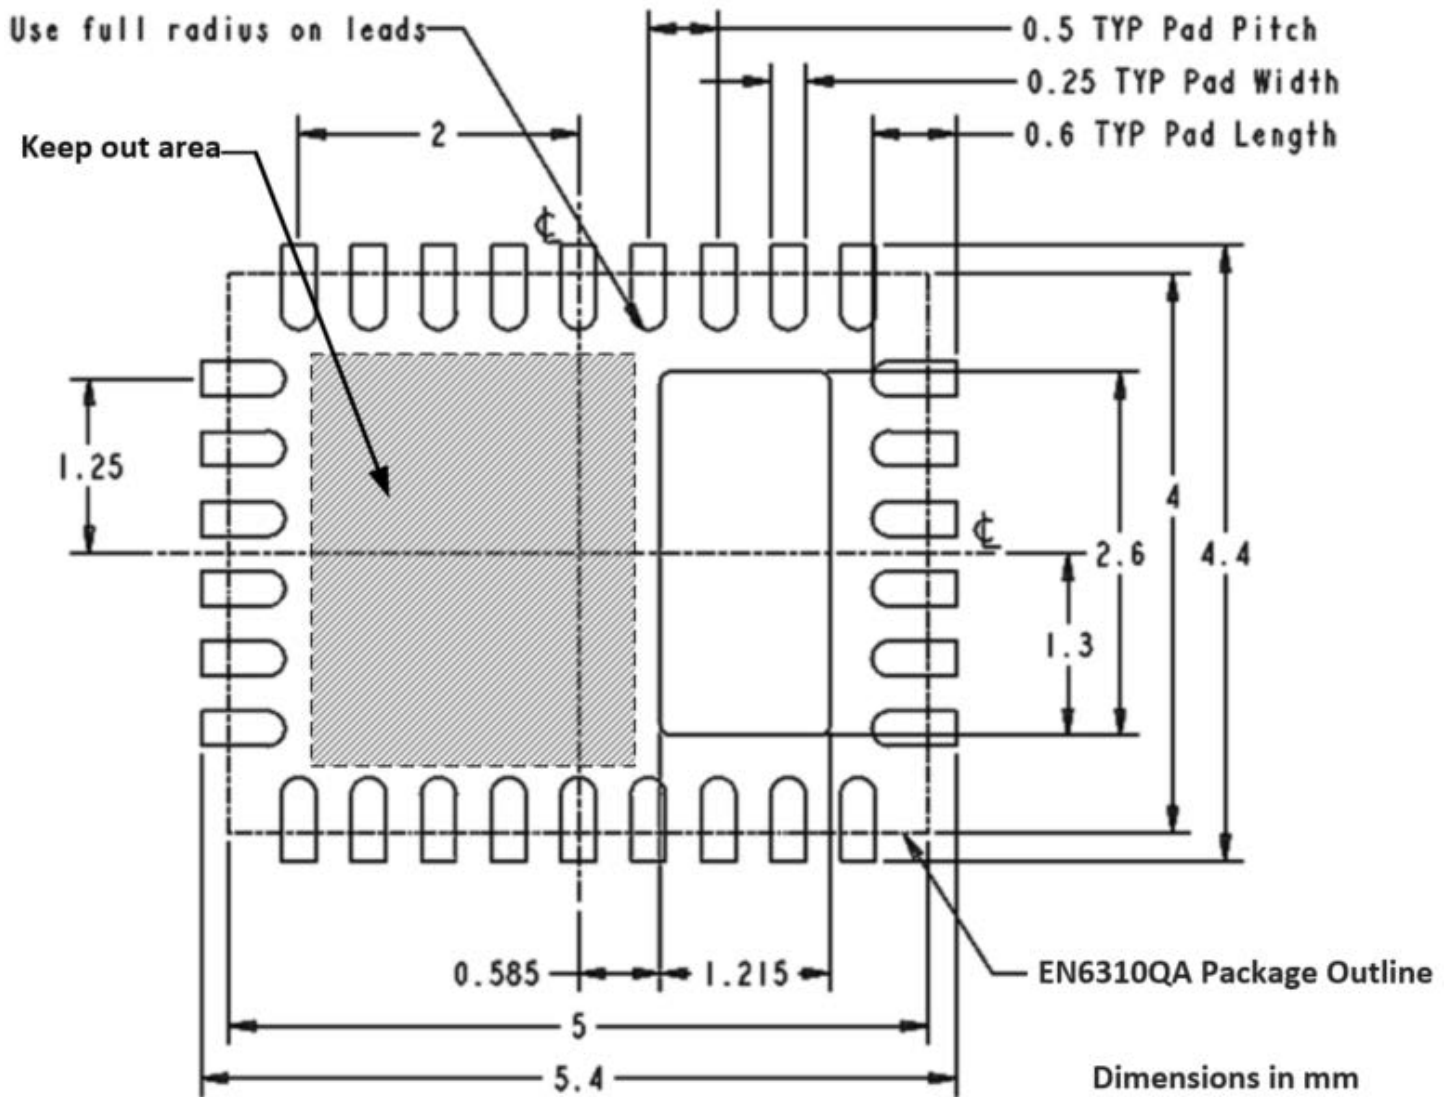 Use full radius on leads
0.5 TYP Pad Pitch
0.25 TYP Pad Width
2
0.6 TYP Pad Length
Keep out area
℄
1.25
4
℄
2.6
4.4
1.3
0.585
1.215
EN6310QA Package Outline
5
5.4
Dimensions in mm